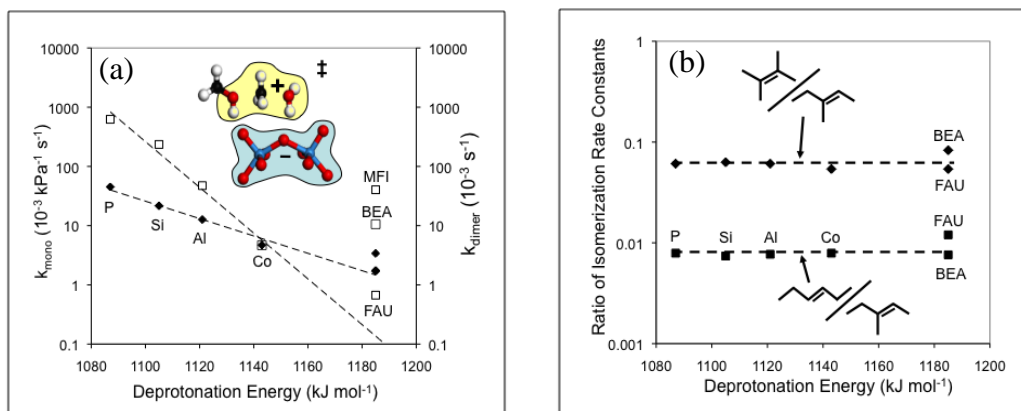 (a)
‡
+
−
10000
1000
100
10
1
0.1
10000
1000
100
10
1
0.1
k_mono (10⁻³ kPa⁻¹ s⁻¹)
k_dimer (10⁻³ s⁻¹)
P
Si
Al
Co
MFI
BEA
FAU
1080 1100 1120 1140 1160 1180 1200
Deprotonation Energy (kJ mol⁻¹)
(b)
1
0.1
0.01
0.001
Ratio of Isomerization Rate Constants
BEA
FAU
FAU
P
Si
Al
Co
BEA
1080 1100 1120 1140 1160 1180 1200
Deprotonation Energy (kJ mol⁻¹)